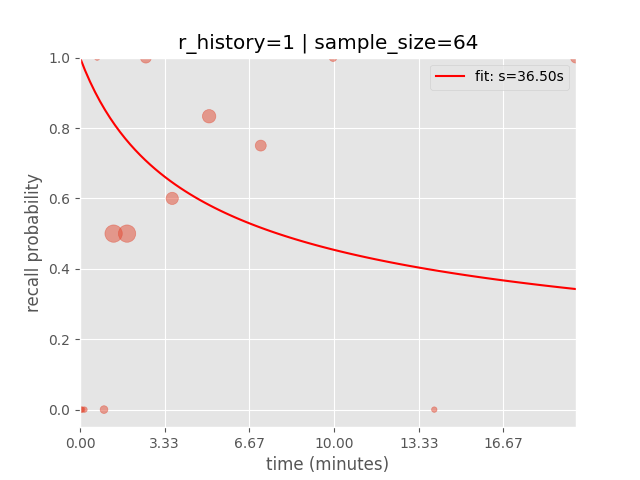 r_history=1 | sample_size=64
fit: s=36.50s
recall probability
1.0
0.8
0.6
0.4
0.2
0.0
0.00 3.33 6.67 10.00 13.33 16.67
time (minutes)